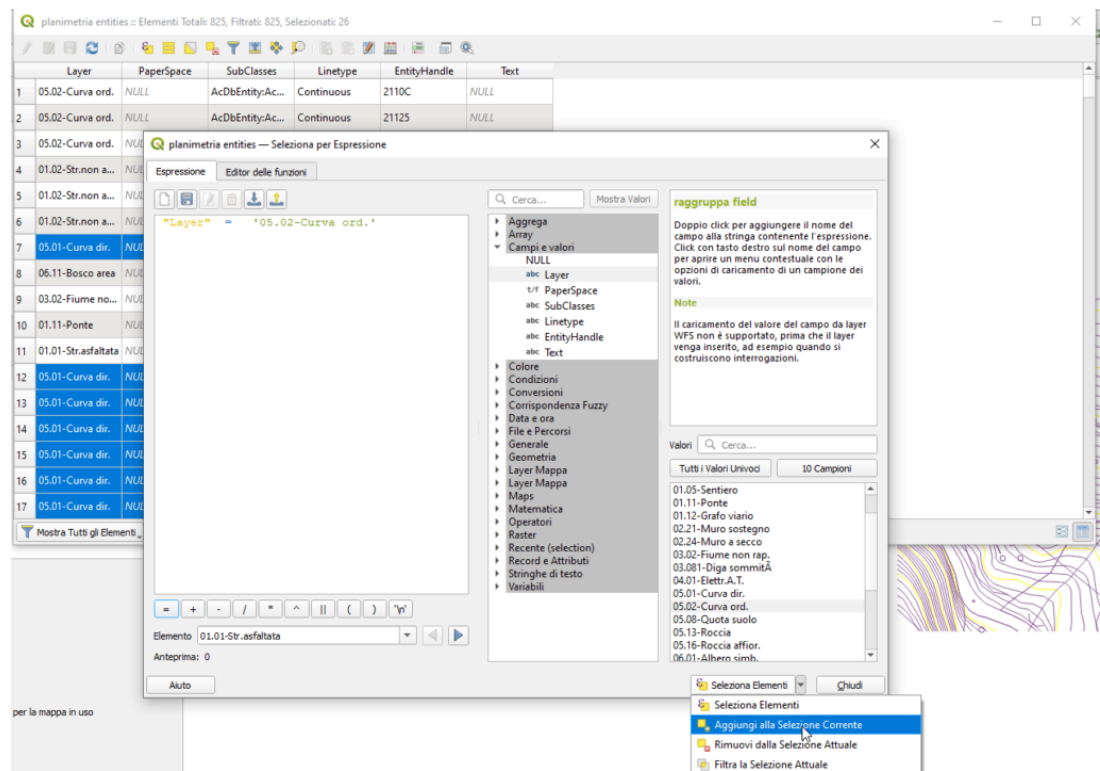 planimetria entities :: Elementi Totali: 825, Filtrati: 825, Selezionati: 26
Layer PaperSpace SubClasses Linetype EntityHandle Text
1 05.02-Curva ord. NULL AcDbEntity:Ac... Continuous 2110C NULL
2 05.02-Curva ord. NULL AcDbEntity:Ac... Continuous 21125 NULL
3 05.02-Curva ord. NUL
4 01.02-Str.non a... NUL
5 01.02-Str.non a... NUL
6 01.02-Str.non a... NUL
7 05.01-Curva dir. NUL
8 06.11-Bosco area NUL
9 03.02-Fiume no... NUL
10 01.11-Ponte NUL
11 01.01-Str.asfaltata NUL
12 05.01-Curva dir. NUL
13 05.01-Curva dir. NUL
14 05.01-Curva dir. NUL
15 05.01-Curva dir. NUL
16 05.01-Curva dir. NUL
17 05.01-Curva dir. NUL
Mostra Tutti gli Elementi
planimetria entities — Seleziona per Espressione
Espressione Editor delle funzioni
"Layer" = '05.02-Curva ord.'
= + - / * ^ || ( ) '\n'
Elemento 01.01-Str.asfaltata
Anteprima: 0
Aiuto
Cerca... Mostra Valori
Aggrega
Array
Campi e valori
NULL
abc Layer
t/f PaperSpace
abc SubClasses
abc Linetype
abc EntityHandle
abc Text
Colore
Condizioni
Conversioni
Corrispondenza Fuzzy
Data e ora
File e Percorsi
Generale
Geometria
Layer Mappa
Layer Mappa
Maps
Matematica
Operatori
Raster
Recente (selection)
Record e Attributi
Stringhe di testo
Variabili
raggruppa field
Doppio click per aggiungere il nome del
campo alla stringa contenente l'espressione.
Click con tasto destro sul nome del campo
per aprire un menu contestuale con le
opzioni di caricamento di un campione dei
valori.
Note
Il caricamento del valore del campo da layer
WFS non è supportato, prima che il layer
venga inserito, ad esempio quando si
costruiscono interrogazioni.
Valori Cerca...
Tutti i Valori Univoci 10 Campioni
01.05-Sentiero
01.11-Ponte
01.12-Grafo viario
02.21-Muro sostegno
02.24-Muro a secco
03.02-Fiume non rap.
03.081-Diga sommitÃ
04.01-Elettr.A.T.
05.01-Curva dir.
05.02-Curva ord.
05.08-Quota suolo
05.13-Roccia
05.16-Roccia affior.
06.01-Albero simb.
Seleziona Elementi Chiudi
Seleziona Elementi
Aggiungi alla Selezione Corrente
Rimuovi dalla Selezione Attuale
Filtra la Selezione Attuale
per la mappa in uso